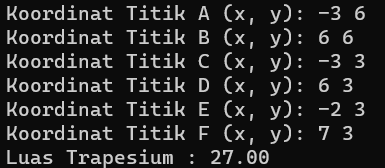 Koordinat Titik A (x, y): -3 6
Koordinat Titik B (x, y): 6 6
Koordinat Titik C (x, y): -3 3
Koordinat Titik D (x, y): 6 3
Koordinat Titik E (x, y): -2 3
Koordinat Titik F (x, y): 7 3
Luas Trapesium : 27.00